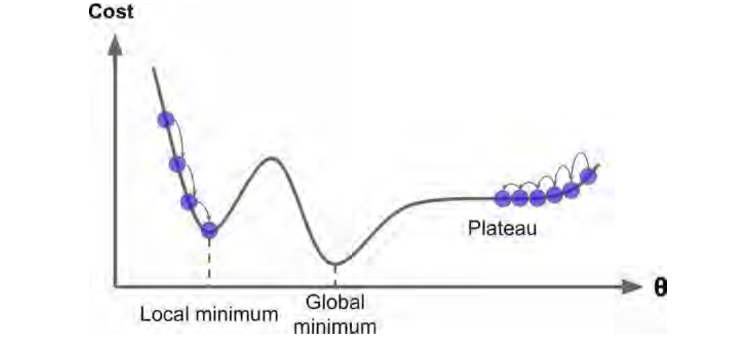 Cost
Plateau
θ
Local minimum
Global
minimum